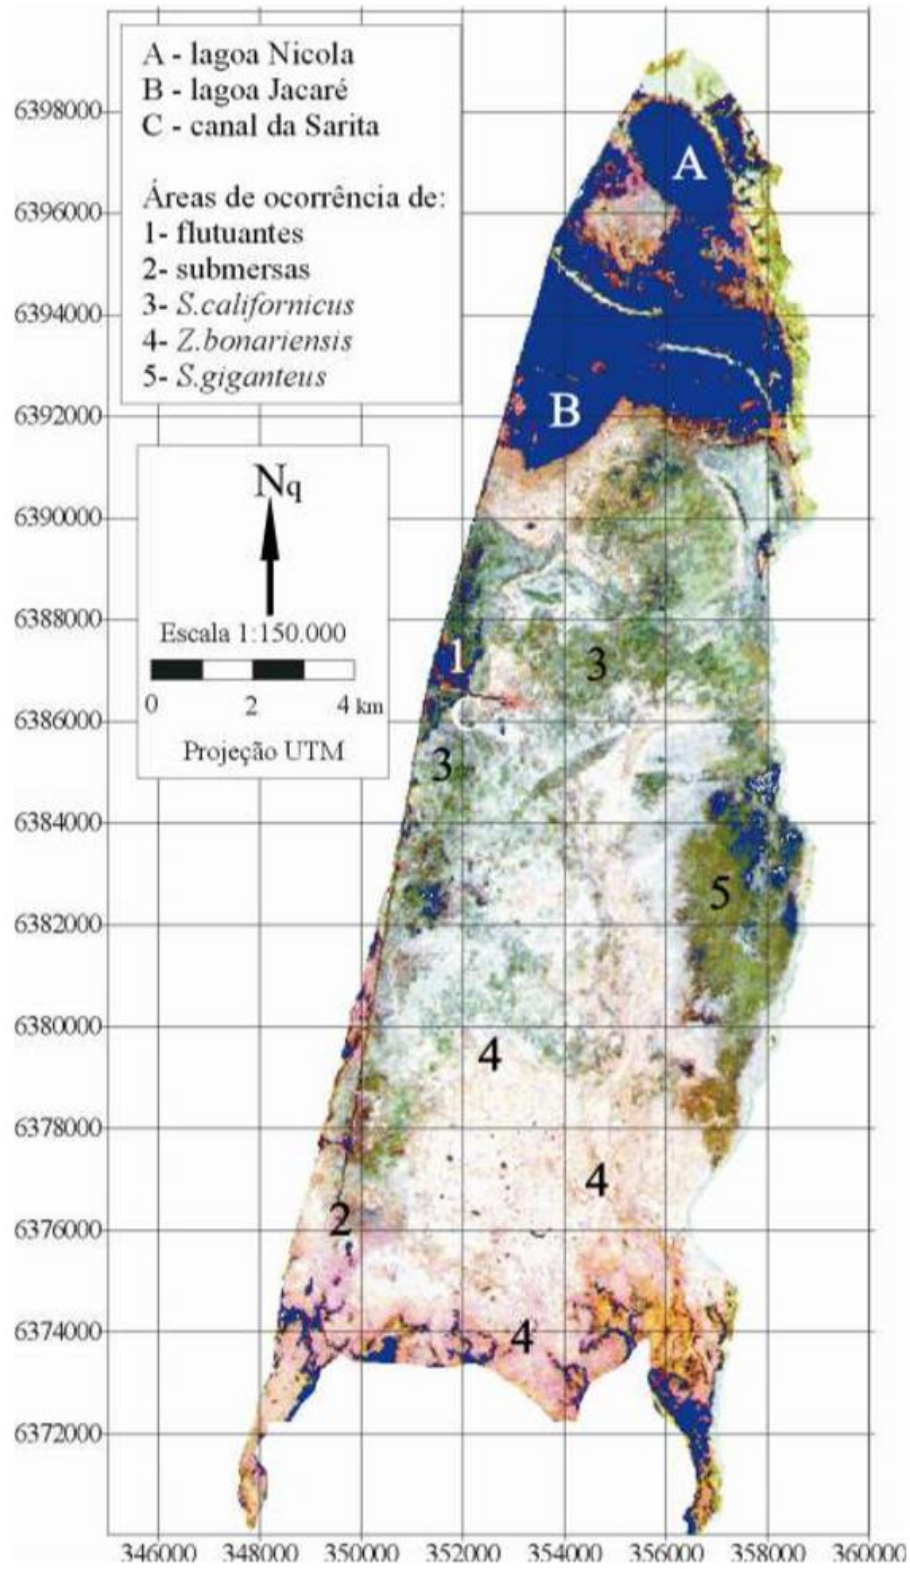 A - lagoa Nicola
B - lagoa Jacaré
C - canal da Sarita
Áreas de ocorrência de:
1- flutuantes
2- submersas
3- S.californicus
4- Z.bonariensis
5- S.giganteus
Nq
Escala 1:150.000
0 2 4 km
Projeção UTM
6398000
6396000
6394000
6392000
6390000
6388000
6386000
6384000
6382000
6380000
6378000
6376000
6374000
6372000
A
B
1
3
C
3
5
4
4
2
4
346000 348000 350000 352000 354000 356000 358000 360000